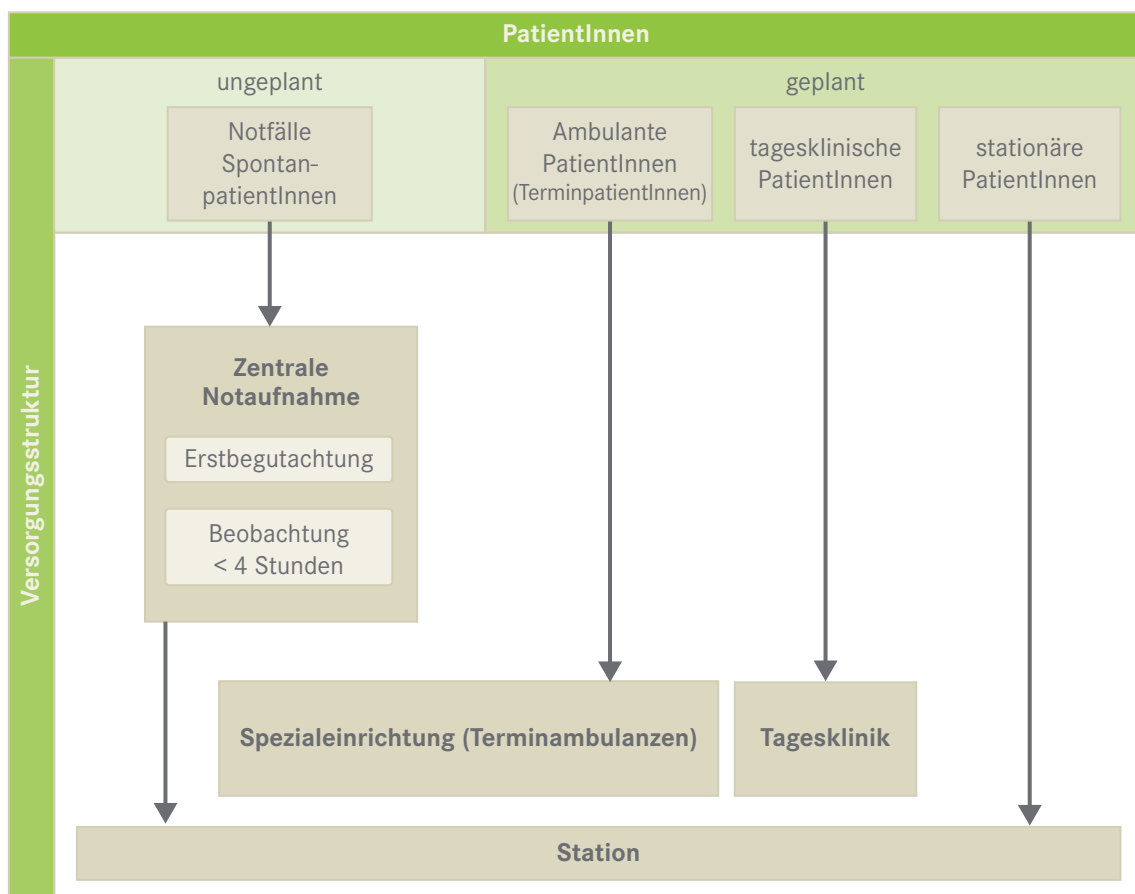 PatientInnen
Versorgungsstruktur
ungeplant
geplant
Notfälle
Spontan-
patientInnen
Ambulante
PatientInnen
(TerminpatientInnen)
tagesklinische
PatientInnen
stationäre
PatientInnen
Zentrale
Notaufnahme
Erstbegutachtung
Beobachtung
< 4 Stunden
Spezialeinrichtung (Terminambulanzen)
Tagesklinik
Station